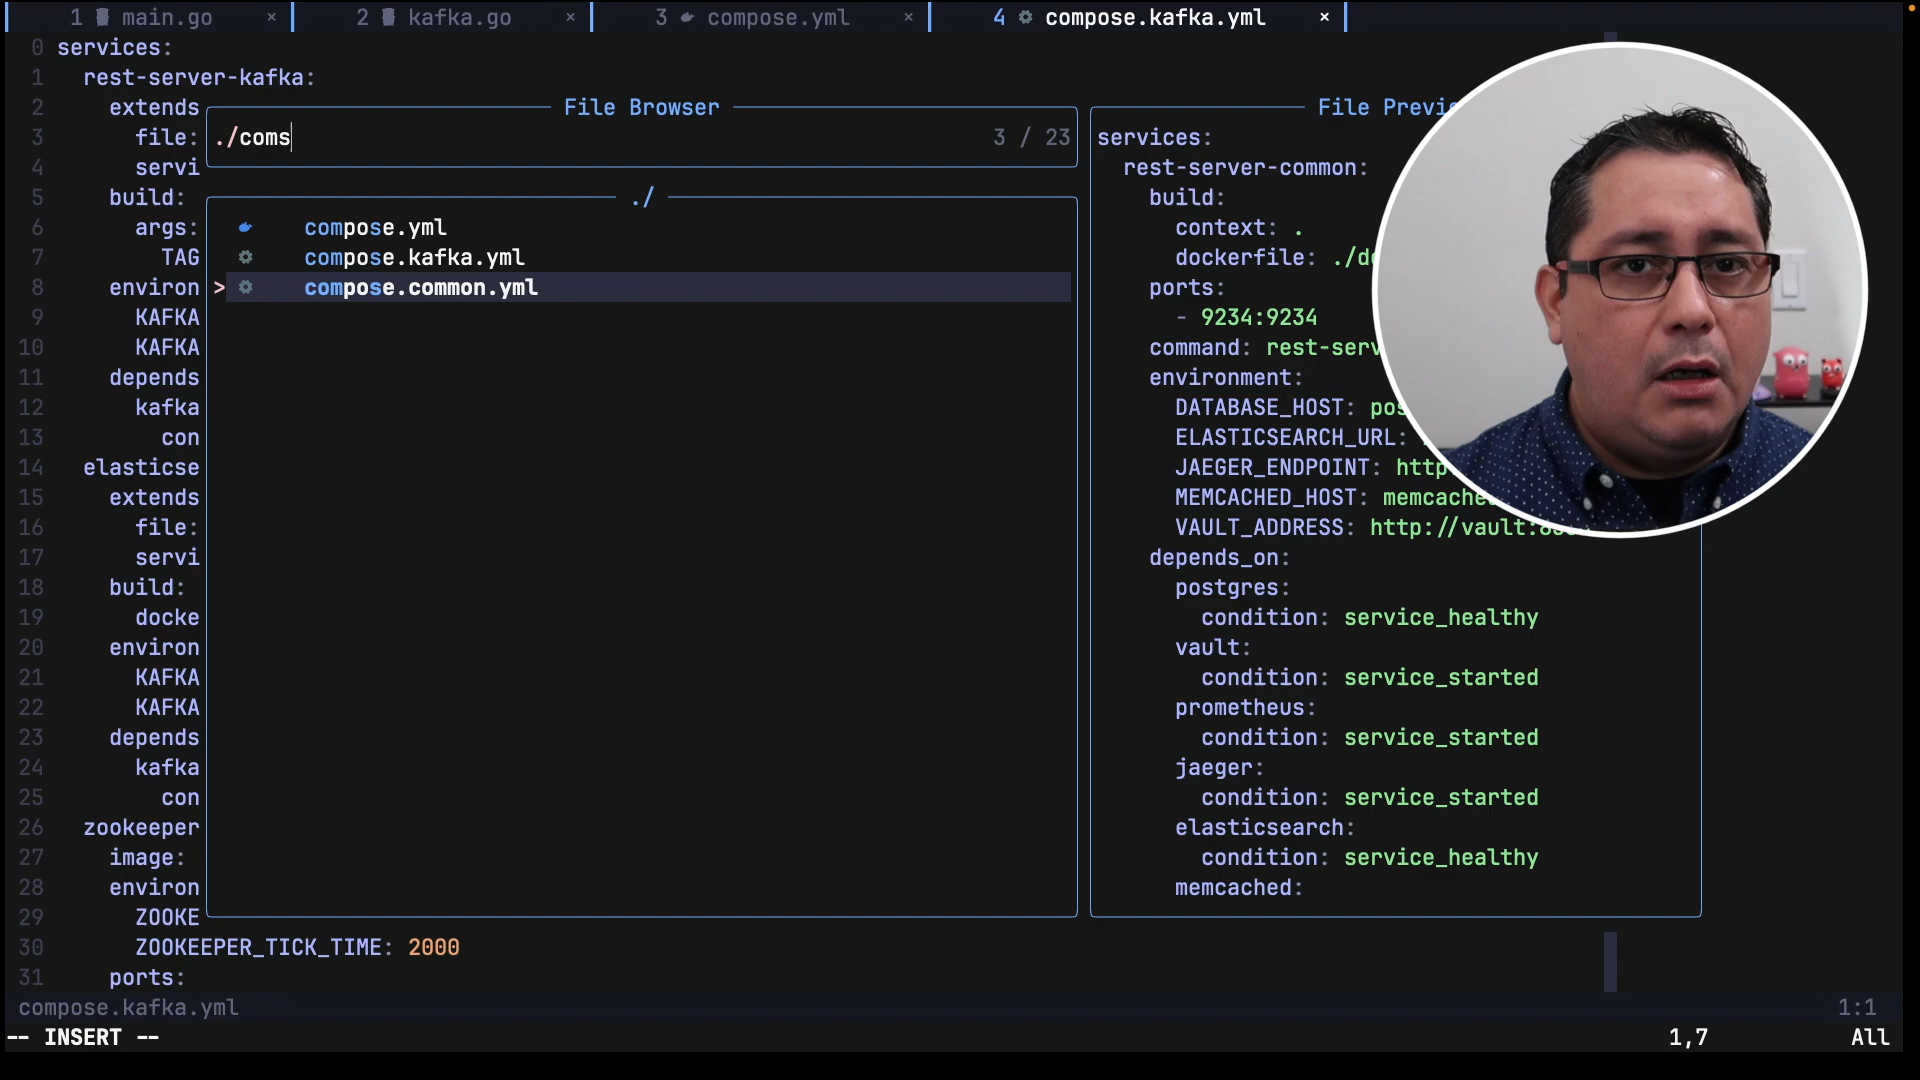 1 main.go × 2 kafka.go × 3 compose.yml × 4 compose.kafka.yml ×
0 services:
1 rest-server-kafka:
2 extends
3 file:
4 servi
5 build:
6 args:
7 TAG
8 environ
9 KAFKA
10 KAFKA
11 depends
12 kafka
13 con
14 elasticse
15 extends
16 file:
17 servi
18 build:
19 docke
20 environ
21 KAFKA
22 KAFKA
23 depends
24 kafka
25 con
26 zookeeper
27 image:
28 environ
29 ZOOKE
30 ZOOKEEPER_TICK_TIME: 2000
31 ports:
File Browser
./coms 3 / 23
./
compose.yml
compose.kafka.yml
> compose.common.yml
File Previe
services:
rest-server-common:
build:
context: .
dockerfile: ./d
ports:
- 9234:9234
command: rest-serv
environment:
DATABASE_HOST: pos
ELASTICSEARCH_URL:
JAEGER_ENDPOINT: http
MEMCACHED_HOST: memcache
VAULT_ADDRESS: http://vault:8
depends_on:
postgres:
condition: service_healthy
vault:
condition: service_started
prometheus:
condition: service_started
jaeger:
condition: service_started
elasticsearch:
condition: service_healthy
memcached:
compose.kafka.yml 1:1
-- INSERT -- 1,7 All